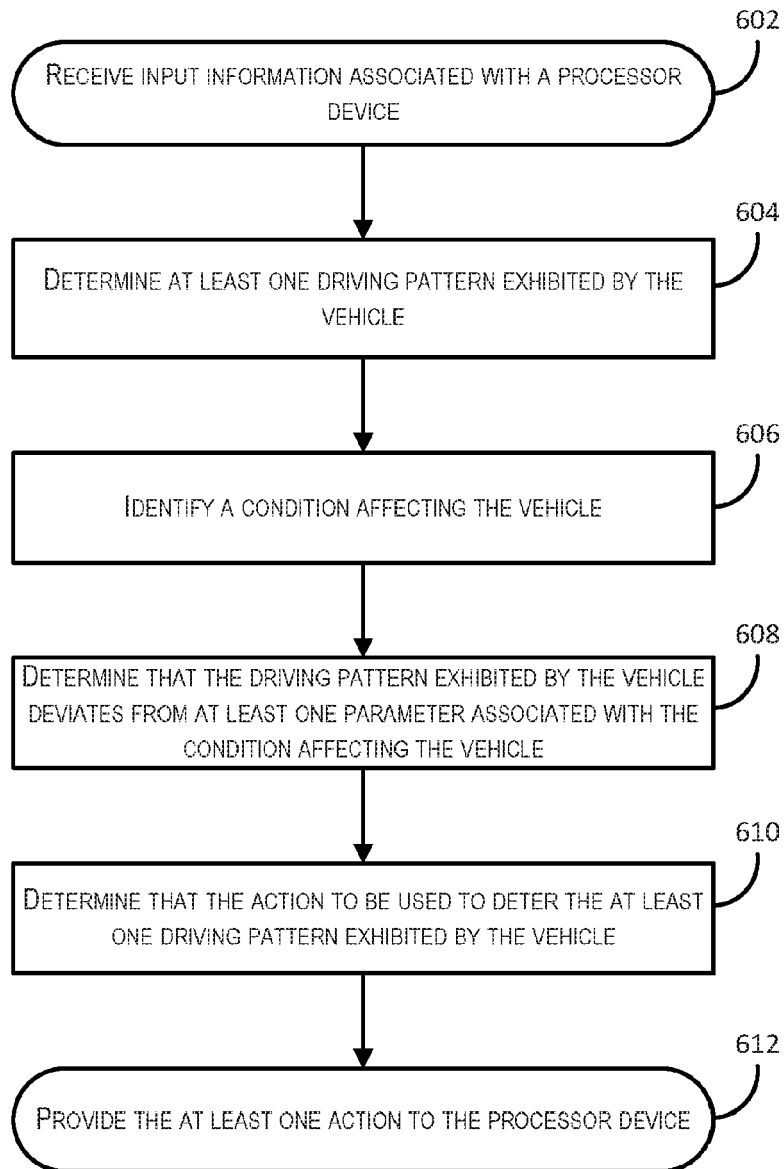 602
RECEIVE INPUT INFORMATION ASSOCIATED WITH A PROCESSOR
DEVICE
604
DETERMINE AT LEAST ONE DRIVING PATTERN EXHIBITED BY THE
VEHICLE
606
IDENTIFY A CONDITION AFFECTING THE VEHICLE
608
DETERMINE THAT THE DRIVING PATTERN EXHIBITED BY THE VEHICLE
DEVIATES FROM AT LEAST ONE PARAMETER ASSOCIATED WITH THE
CONDITION AFFECTING THE VEHICLE
610
DETERMINE THAT THE ACTION TO BE USED TO DETER THE AT LEAST
ONE DRIVING PATTERN EXHIBITED BY THE VEHICLE
612
PROVIDE THE AT LEAST ONE ACTION TO THE PROCESSOR DEVICE